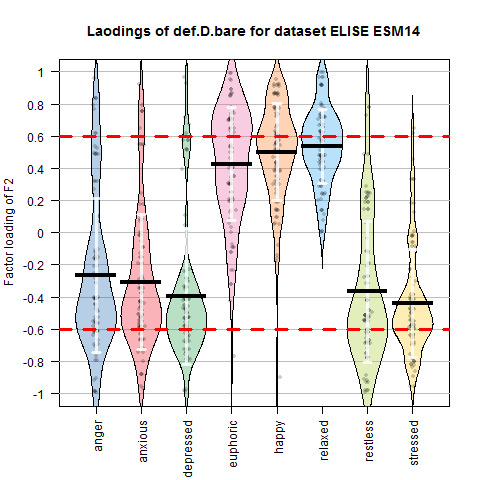 Laodings of def.D.bare for dataset ELISE ESM14
Factor loading of F2
1
0.8
0.6
0.4
0.2
0
-0.2
-0.4
-0.6
-0.8
-1
anger
anxious
depressed
euphoric
happy
relaxed
restless
stressed